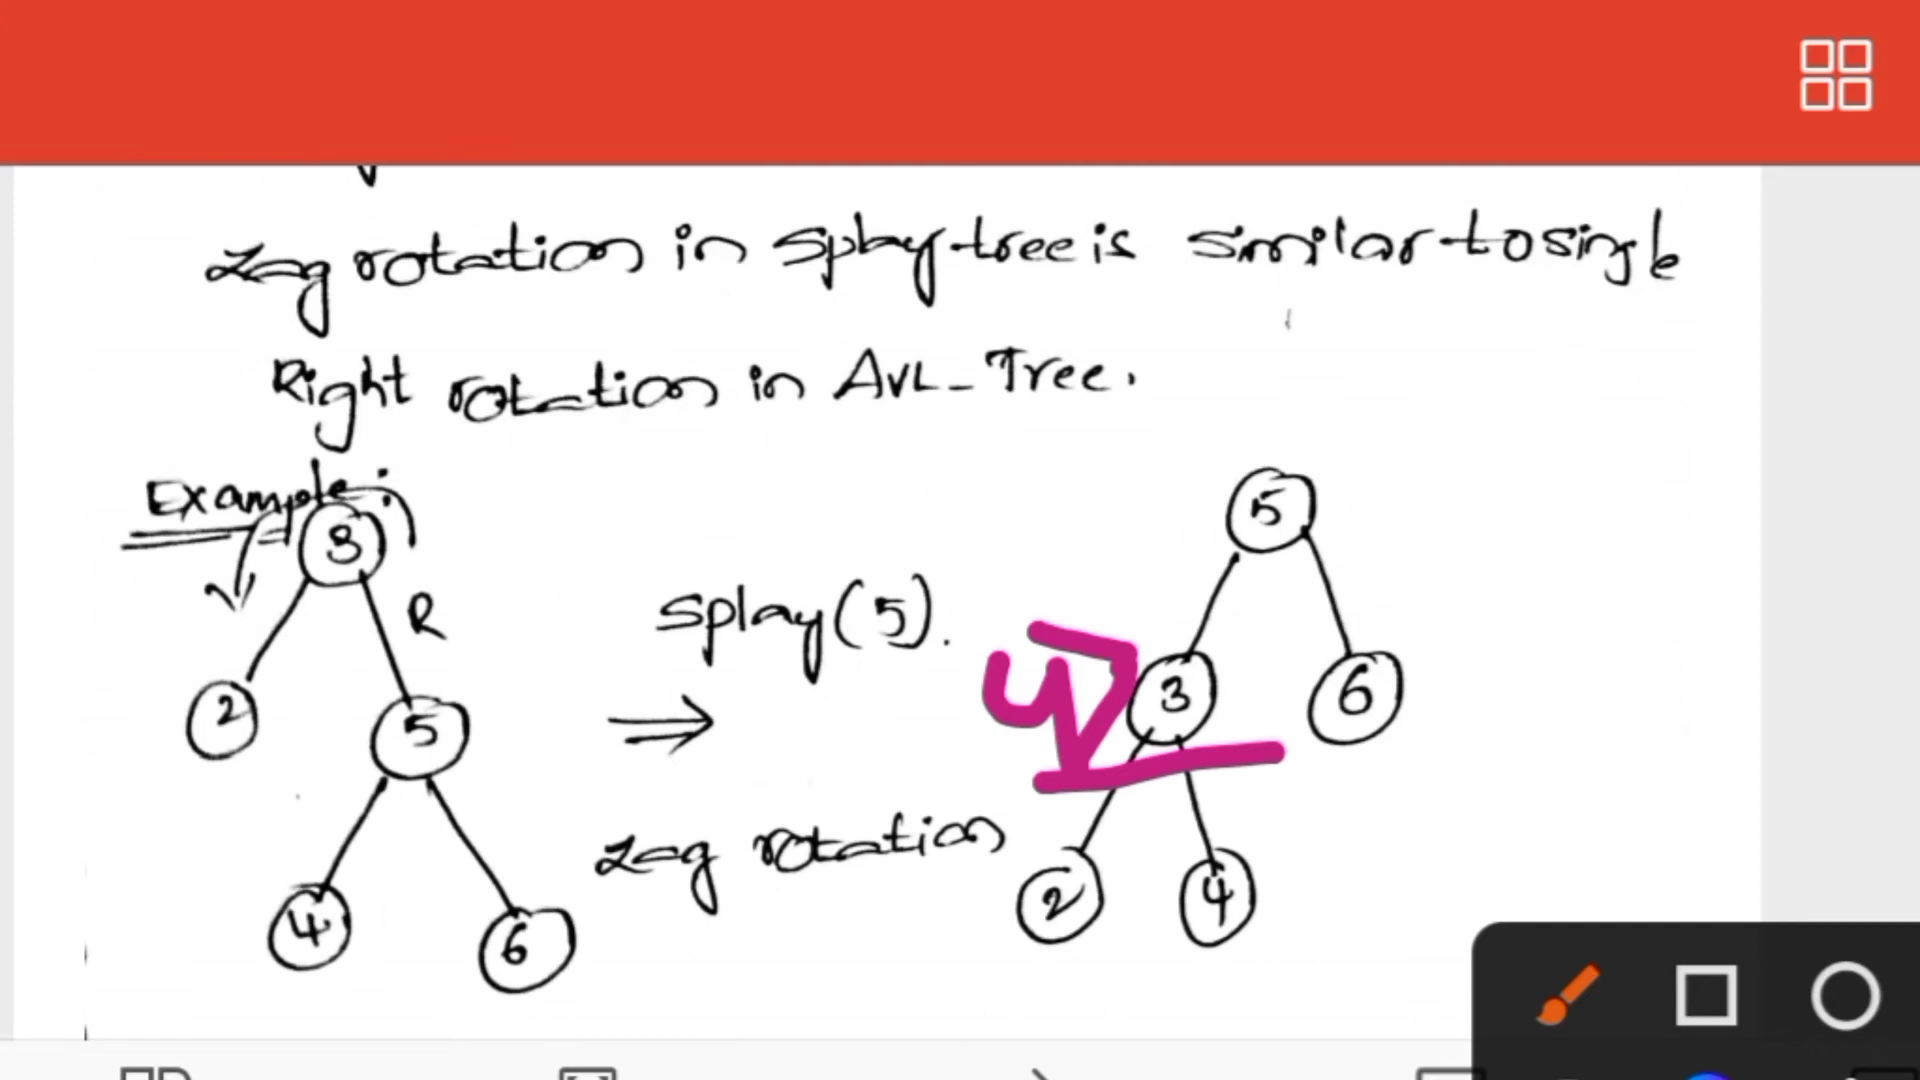 Zag rotation in splay tree is similar to single
Right rotation in AVL-Tree.
Example:
3
R
2
5
4
6
Splay(5).
⇒
Zag rotation
5
3
6
2
4